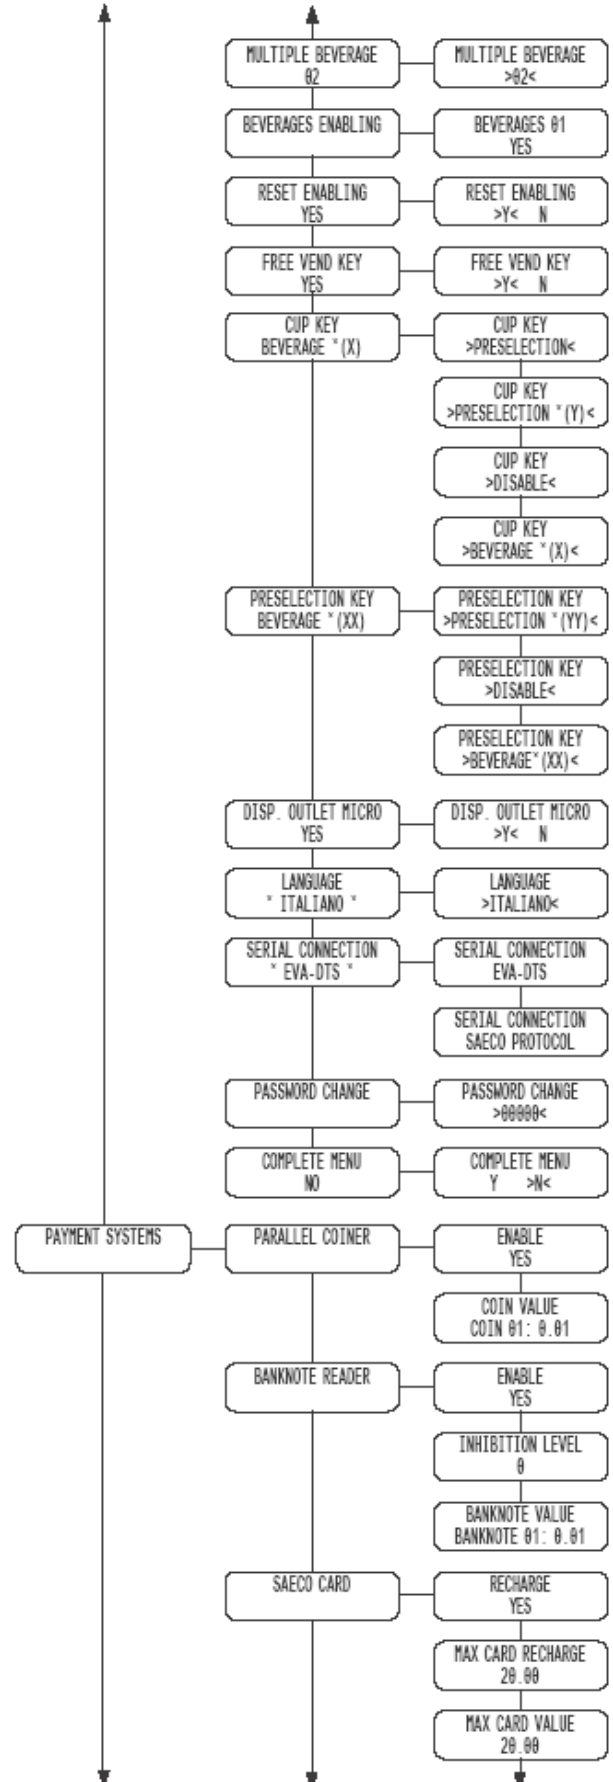 MULTIPLE BEVERAGE
02
MULTIPLE BEVERAGE
>02<
BEVERAGES ENABLING
BEVERAGES 01
YES
RESET ENABLING
YES
RESET ENABLING
>Y< N
FREE VEND KEY
YES
FREE VEND KEY
>Y< N
CUP KEY
BEVERAGE *(X)
CUP KEY
>PRESELECTION<
CUP KEY
>PRESELECTION *(Y)<
CUP KEY
>DISABLE<
CUP KEY
>BEVERAGE *(X)<
PRESELECTION KEY
BEVERAGE *(XX)
PRESELECTION KEY
>PRESELECTION *(YY)<
PRESELECTION KEY
>DISABLE<
PRESELECTION KEY
>BEVERAGE*(XX)<
DISP. OUTLET MICRO
YES
DISP. OUTLET MICRO
>Y< N
LANGUAGE
* ITALIANO *
LANGUAGE
>ITALIANO<
SERIAL CONNECTION
* EVA-DTS *
SERIAL CONNECTION
EVA-DTS
SERIAL CONNECTION
SAECO PROTOCOL
PASSWORD CHANGE
PASSWORD CHANGE
>00000<
COMPLETE MENU
NO
COMPLETE MENU
Y >N<
PAYMENT SYSTEMS
PARALLEL COINER
ENABLE
YES
COIN VALUE
COIN 01: 0.01
BANKNOTE READER
ENABLE
YES
INHIBITION LEVEL
0
BANKNOTE VALUE
BANKNOTE 01: 0.01
SAECO CARD
RECHARGE
YES
MAX CARD RECHARGE
20.00
MAX CARD VALUE
20.00